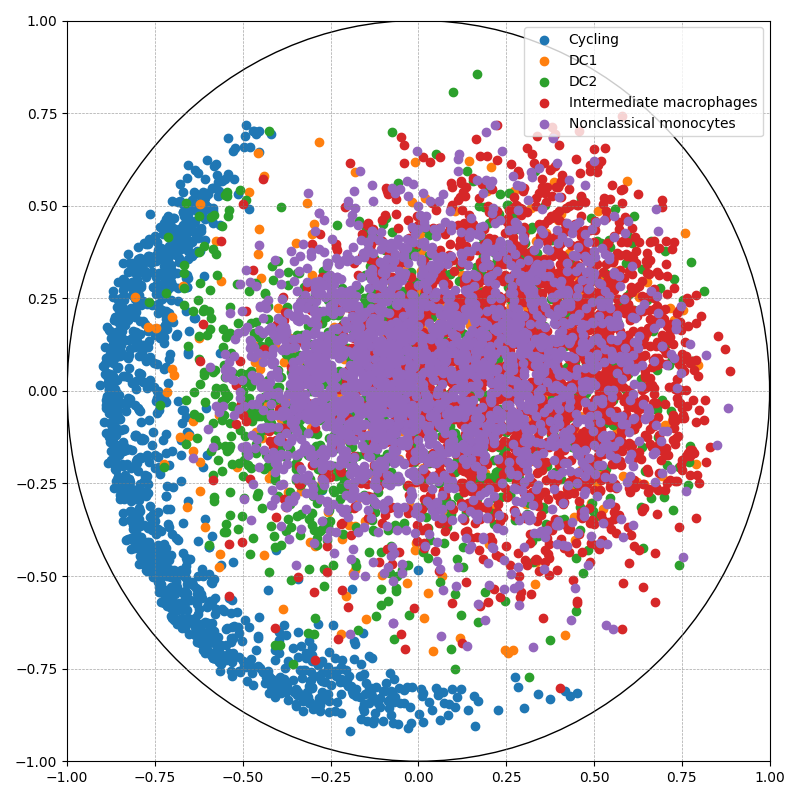 Cycling
DC1
DC2
Intermediate macrophages
Nonclassical monocytes
1.00
0.75
0.50
0.25
0.00
−0.25
−0.50
−0.75
−1.00
−1.00 −0.75 −0.50 −0.25 0.00 0.25 0.50 0.75 1.00